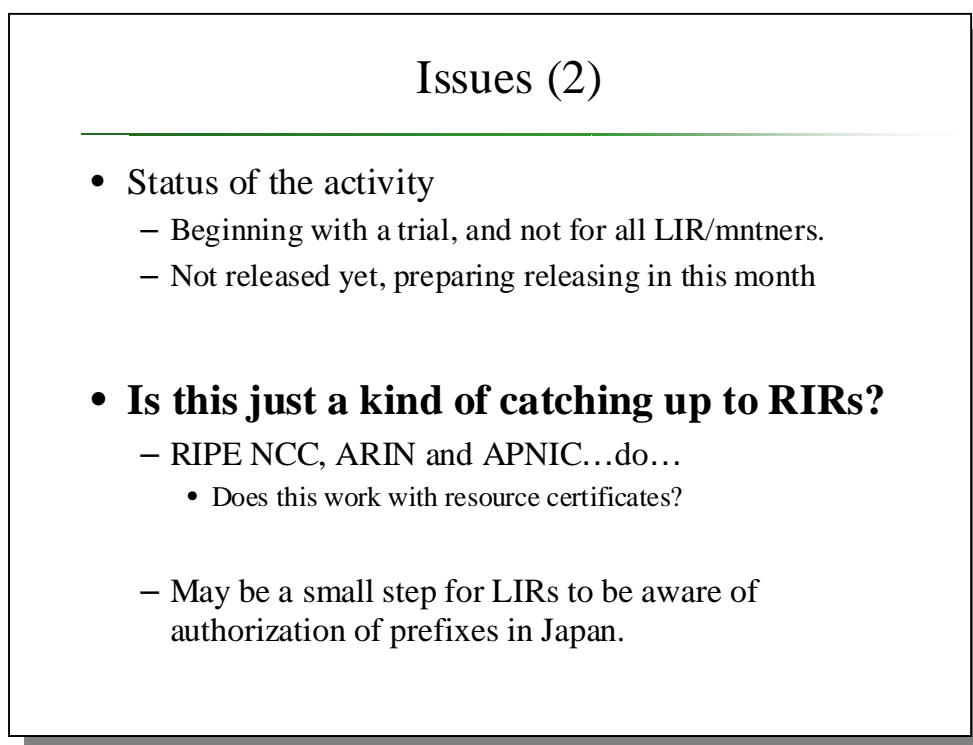 Issues (2)
• Status of the activity
– Beginning with a trial, and not for all LIR/mntners.
– Not released yet, preparing releasing in this month
• Is this just a kind of catching up to RIRs?
– RIPE NCC, ARIN and APNIC…do…
• Does this work with resource certificates?
– May be a small step for LIRs to be aware of
authorization of prefixes in Japan.